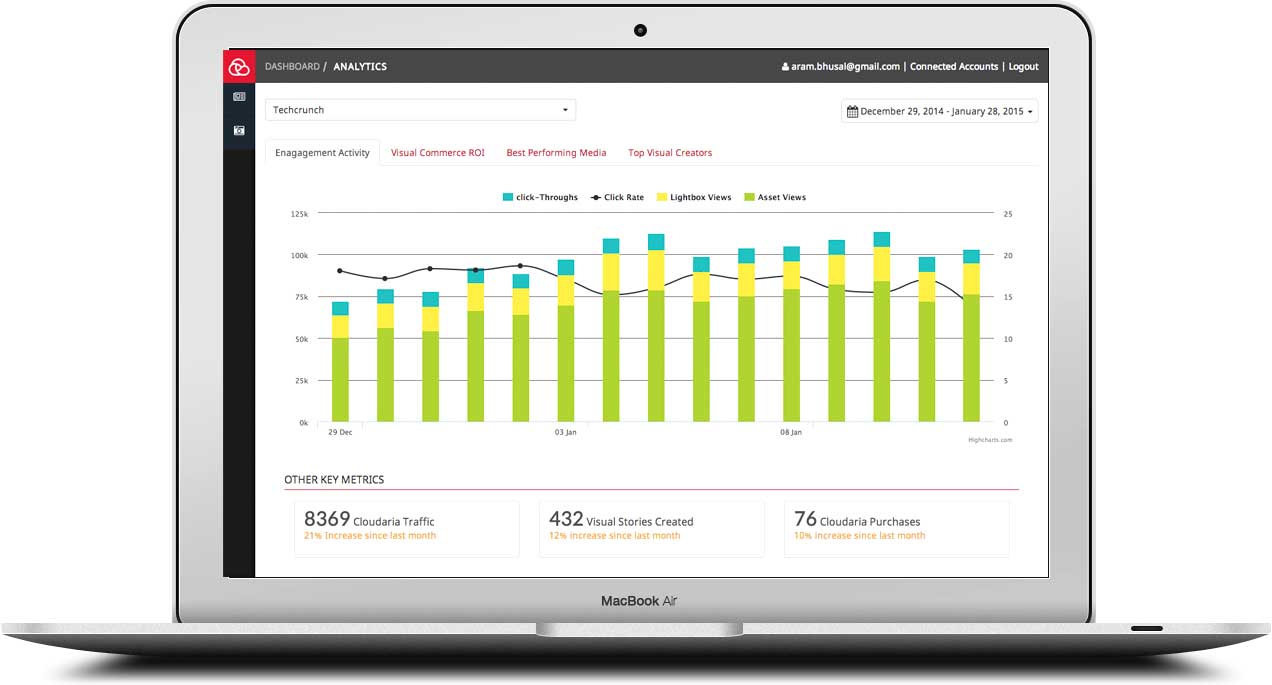 DASHBOARD / ANALYTICS
aram.bhusal@gmail.com | Connected Accounts | Logout
Techcrunch
December 29, 2014 - January 28, 2015
Enagagement Activity Visual Commerce ROI Best Performing Media Top Visual Creators
click-Throughs Click Rate Lightbox Views Asset Views
125k 25
100k 20
75k 15
50k 10
25k 5
0k 0
29 Dec 03 Jan 08 Jan
Highcharts.com
OTHER KEY METRICS
8369 Cloudaria Traffic
21% Increase since last month
432 Visual Stories Created
12% increase since last month
76 Cloudaria Purchases
10% increase since last month
MacBook Air